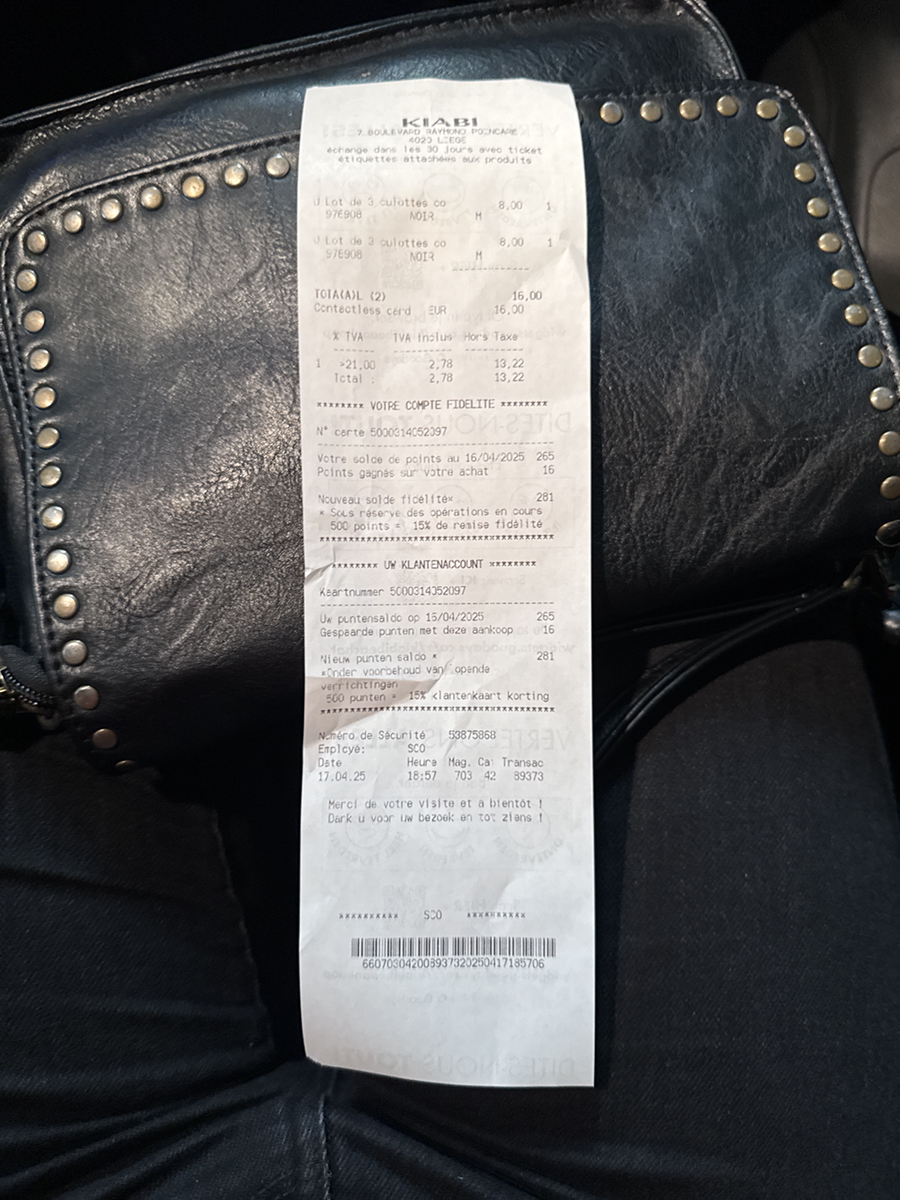 KIABI
7 BOULEVARD RAYMOND POINCARE
4020 LIEGE
échange dans les 30 jours avec ticket
étiquettes attachées aux produits
U Lot de 3 culottes co 8,00 1
97E908 NOIR M
U Lot de 3 culottes co 8,00 1
97E908 NOIR M
------------
TOTA(A)L (2) 16,00
Contactless card EUR 16,00
% TVA TVA inclus Hors Taxe
1 >21,00 2,78 13,22
Total : 2,78 13,22
******** VOTRE COMPTE FIDELITE ********
N° carte 5000314052097
Votre solde de points au 16/04/2025 265
Points gagnés sur votre achat 16
Nouveau solde fidélité* 281
* Sous réserve des opérations en cours
500 points = 15% de remise fidélité
******** UW KLANTENACCOUNT ********
Kaartnummer 5000314052097
Uw puntensaldo op 16/04/2025 265
Gespaarde punten met deze aankoop 16
Nieuw punten saldo * 281
*Onder voorbehoud van lopende
verrichtingen
500 punten = 15% klantenkaart korting
Numéro de Sécurité 53875868
Employé: SCO
Date Heure Mag. Cai Transac
17.04.25 18:57 703 42 89373
Merci de votre visite et à bientôt !
Dank u voor uw bezoek en tot ziens !
********** SCO **********
660703042008937320250417185706